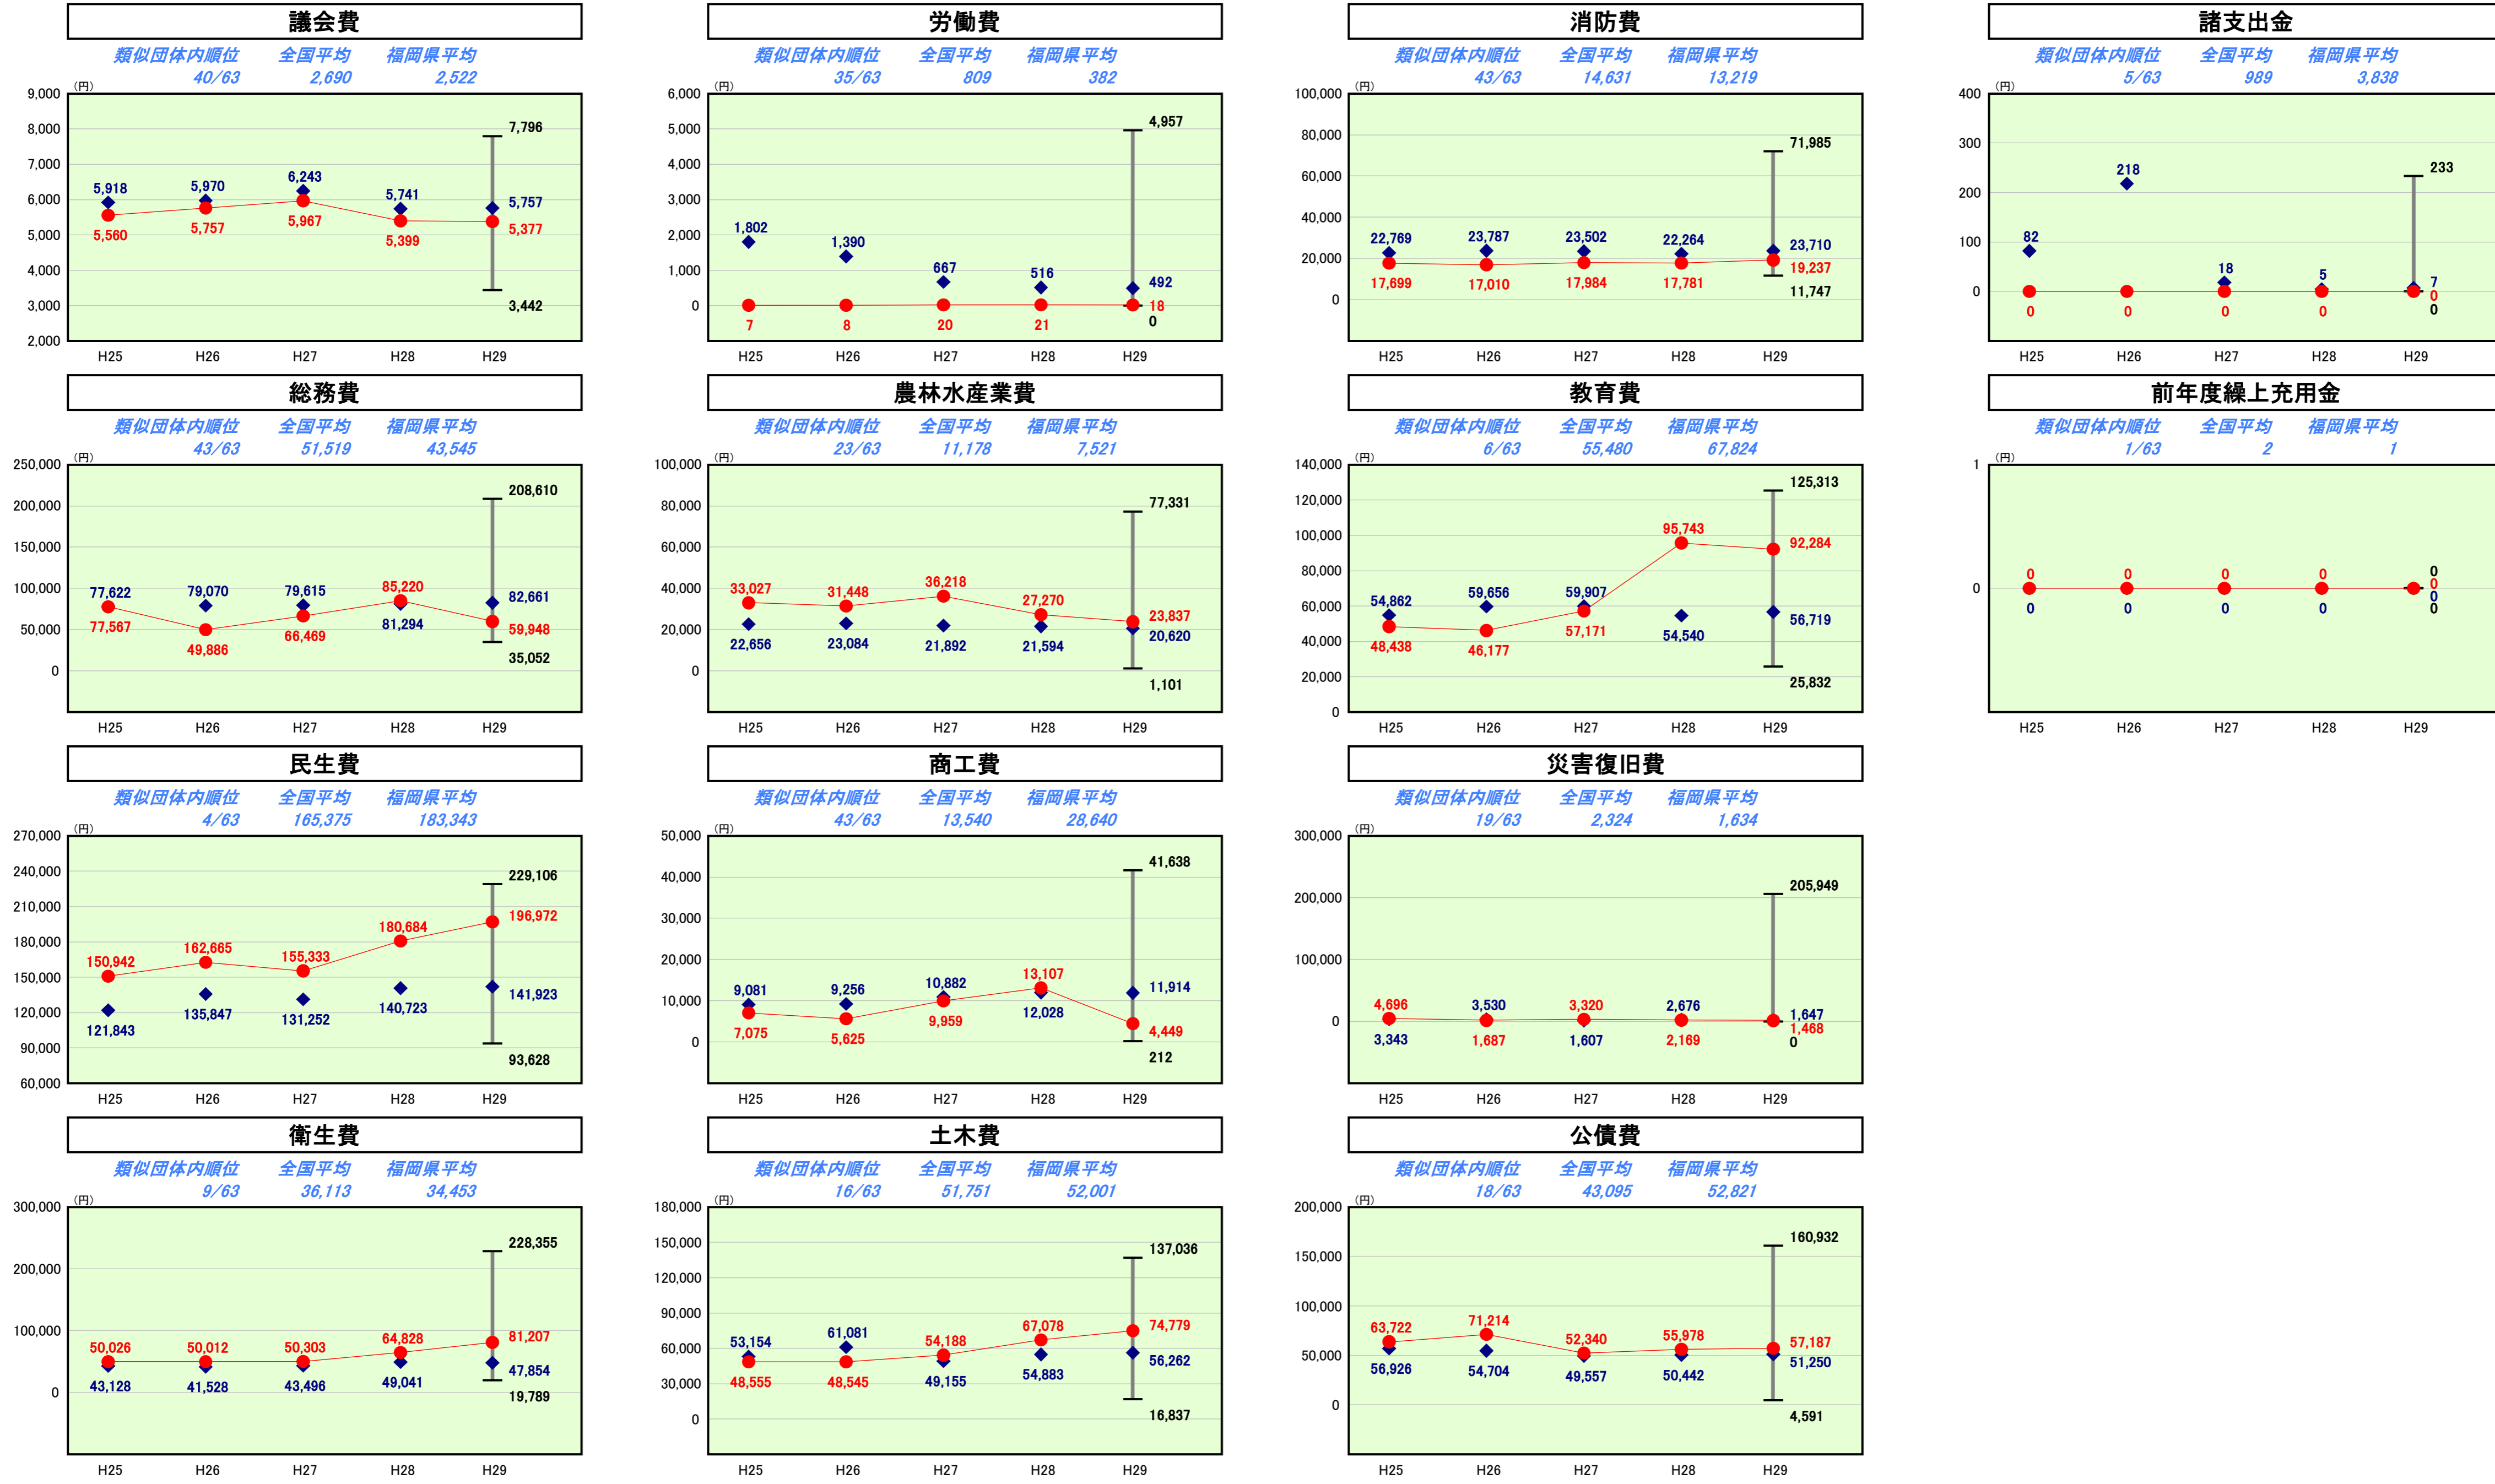 議会費
類似団体内順位 全国平均 福岡県平均
40/63 2,690 2,522
(円)
9,000
8,000
7,000
6,000
5,000
4,000
3,000
2,000
7,796
5,918 5,970 6,243 5,741 5,757
5,560 5,757 5,967 5,399 5,377
3,442
H25 H26 H27 H28 H29
労働費
類似団体内順位 全国平均 福岡県平均
35/63 809 382
(円)
6,000
5,000
4,000
3,000
2,000
1,000
0
4,957
1,802 1,390 667 516 492
7 8 20 21 18
0
H25 H26 H27 H28 H29
消防費
類似団体内順位 全国平均 福岡県平均
43/63 14,631 13,219
(円)
100,000
80,000
60,000
40,000
20,000
0
71,985
22,769 23,787 23,502 22,264 23,710
17,699 17,010 17,984 17,781 19,237
11,747
H25 H26 H27 H28 H29
諸支出金
類似団体内順位 全国平均 福岡県平均
5/63 989 3,838
(円)
400
300
200
100
0
233
82 218 18 5 7
0 0 0 0 0
0
H25 H26 H27 H28 H29
総務費
類似団体内順位 全国平均 福岡県平均
43/63 51,519 43,545
(円)
250,000
200,000
150,000
100,000
50,000
0
208,610
77,622 79,070 79,615 85,220 82,661
77,567 49,886 66,469 81,294 59,948
35,052
H25 H26 H27 H28 H29
農林水産業費
類似団体内順位 全国平均 福岡県平均
23/63 11,178 7,521
(円)
100,000
80,000
60,000
40,000
20,000
0
77,331
33,027 31,448 36,218 27,270 23,837
22,656 23,084 21,892 21,594 20,620
1,101
H25 H26 H27 H28 H29
教育費
類似団体内順位 全国平均 福岡県平均
6/63 55,480 67,824
(円)
140,000
120,000
100,000
80,000
60,000
40,000
20,000
0
125,313
54,862 59,656 59,907 95,743 92,284
48,438 46,177 57,171 54,540 56,719
25,832
H25 H26 H27 H28 H29
前年度繰上充用金
類似団体内順位 全国平均 福岡県平均
1/63 2 1
(円)
1
0
0
0 0 0 0 0
0 0 0 0 0
0
H25 H26 H27 H28 H29
民生費
類似団体内順位 全国平均 福岡県平均
4/63 165,375 183,343
(円)
270,000
240,000
210,000
180,000
150,000
120,000
90,000
60,000
229,106
150,942 162,665 155,333 180,684 196,972
121,843 135,847 131,252 140,723 141,923
93,628
H25 H26 H27 H28 H29
商工費
類似団体内順位 全国平均 福岡県平均
43/63 13,540 28,640
(円)
50,000
40,000
30,000
20,000
10,000
0
41,638
9,081 9,256 10,882 13,107 11,914
7,075 5,625 9,959 12,028 4,449
212
H25 H26 H27 H28 H29
災害復旧費
類似団体内順位 全国平均 福岡県平均
19/63 2,324 1,634
(円)
300,000
200,000
100,000
0
205,949
4,696 3,530 3,320 2,676 1,647
3,343 1,687 1,607 2,169 1,468
0
H25 H26 H27 H28 H29
衛生費
類似団体内順位 全国平均 福岡県平均
9/63 36,113 34,453
(円)
300,000
200,000
100,000
0
228,355
50,026 50,012 50,303 64,828 81,207
43,128 41,528 43,496 49,041 47,854
19,789
H25 H26 H27 H28 H29
土木費
類似団体内順位 全国平均 福岡県平均
16/63 51,751 52,001
(円)
180,000
150,000
120,000
90,000
60,000
30,000
0
137,036
53,154 61,081 54,188 67,078 74,779
48,555 48,545 49,155 54,883 56,262
16,837
H25 H26 H27 H28 H29
公債費
類似団体内順位 全国平均 福岡県平均
18/63 43,095 52,821
(円)
200,000
150,000
100,000
50,000
0
160,932
63,722 71,214 52,340 55,978 57,187
56,926 54,704 49,557 50,442 51,250
4,591
H25 H26 H27 H28 H29